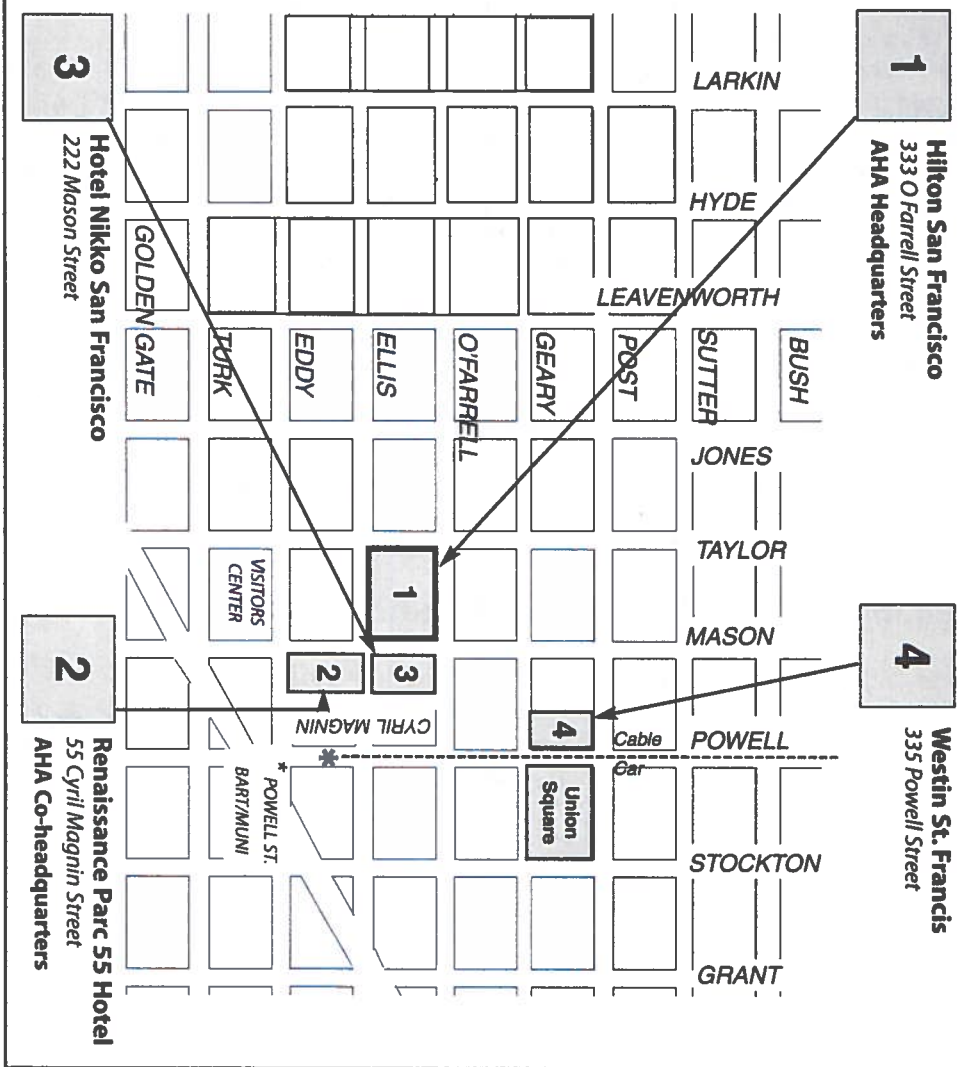 1
Hilton San Francisco
333 O Farrell Street
AHA Headquarters
4
Westin St. Francis
335 Powell Street
3
Hotel Nikko San Francisco
222 Mason Street
2
Renaissance Parc 55 Hotel
55 Cyril Magnin Street
AHA Co-headquarters
LARKIN
HYDE
LEAVENWORTH
JONES
TAYLOR
MASON
POWELL
STOCKTON
GRANT
BUSH
SUTTER
POST
GEARY
O'FARRELL
ELLIS
EDDY
TURK
GOLDEN GATE
1
3
2
4
Union
Square
Cable
Car
CYRIL MAGNIN
VISITORS
CENTER
*
* POWELL ST.
BART/MUNI